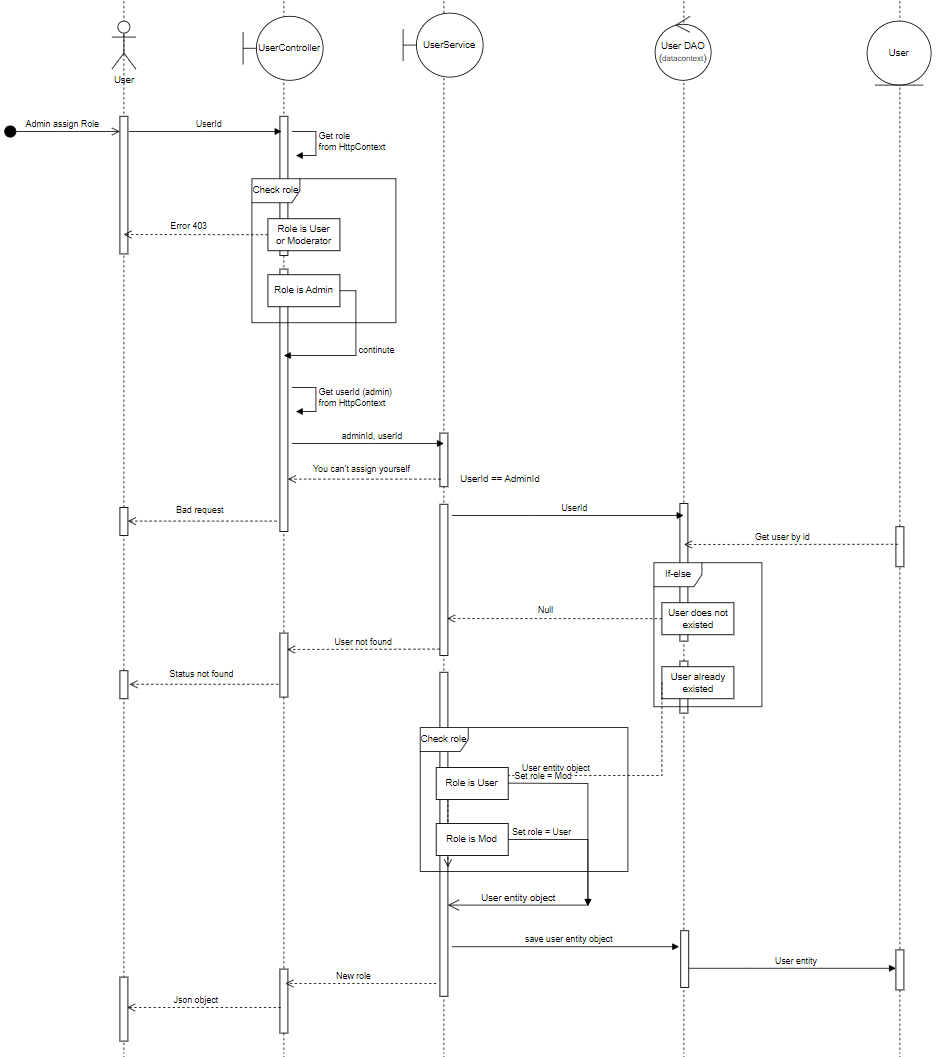 User
UserController
UserService
User DAO
(datacontext)
User
Admin assign Role
UserId
Get role
from HttpContext
Check role
Error 403
Role is User
or Moderator
Role is Admin
continute
Get userId (admin)
from HttpContext
adminId, userId
You can't assign yourself
UserId == AdminId
Bad request
UserId
Get user by id
If-else
Null
User does not
existed
User not found
Status not found
User already
existed
Check role
User entity object
Set role = Mod
Role is User
Set role = User
Role is Mod
User entity object
save user entity object
User entity
New role
Json object